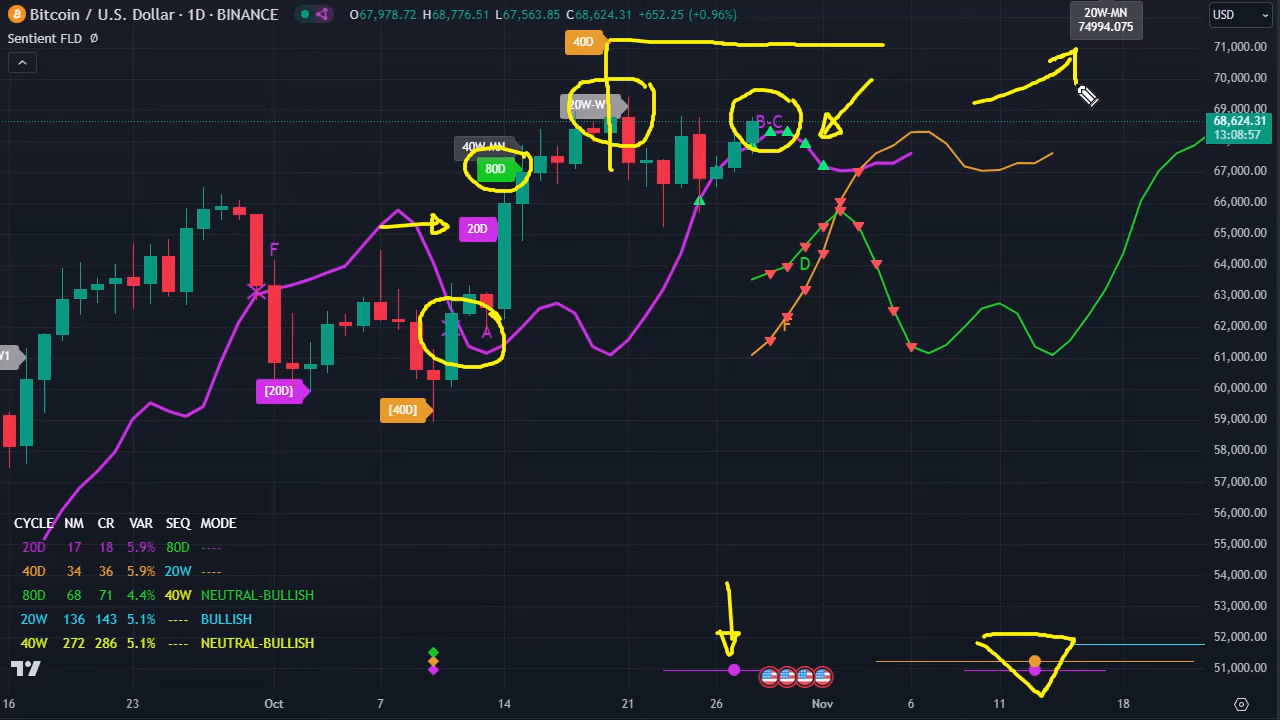 Bitcoin / U.S. Dollar · 1D · BINANCE
O67,978.72 H68,776.51 L67,563.85 C68,624.31 +652.25 (+0.96%)
Sentient FLD
USD
20W-MN
74994.075
40D
20W-W
B-C
40W-MN
80D
20D
F
A
D
F
[20D]
[40D]
W1
71,000.00
70,000.00
69,000.00
68,624.31
13:08:57
67,000.00
66,000.00
65,000.00
64,000.00
63,000.00
62,000.00
61,000.00
60,000.00
59,000.00
58,000.00
57,000.00
56,000.00
55,000.00
54,000.00
53,000.00
52,000.00
51,000.00
CYCLE NM CR VAR SEQ MODE
20D 17 18 5.9% 80D ----
40D 34 36 5.9% 20W ----
80D 68 71 4.4% 40W NEUTRAL-BULLISH
20W 136 143 5.1% ---- BULLISH
40W 272 286 5.1% ---- NEUTRAL-BULLISH
16 23 Oct 7 14 21 26 Nov 6 11 18